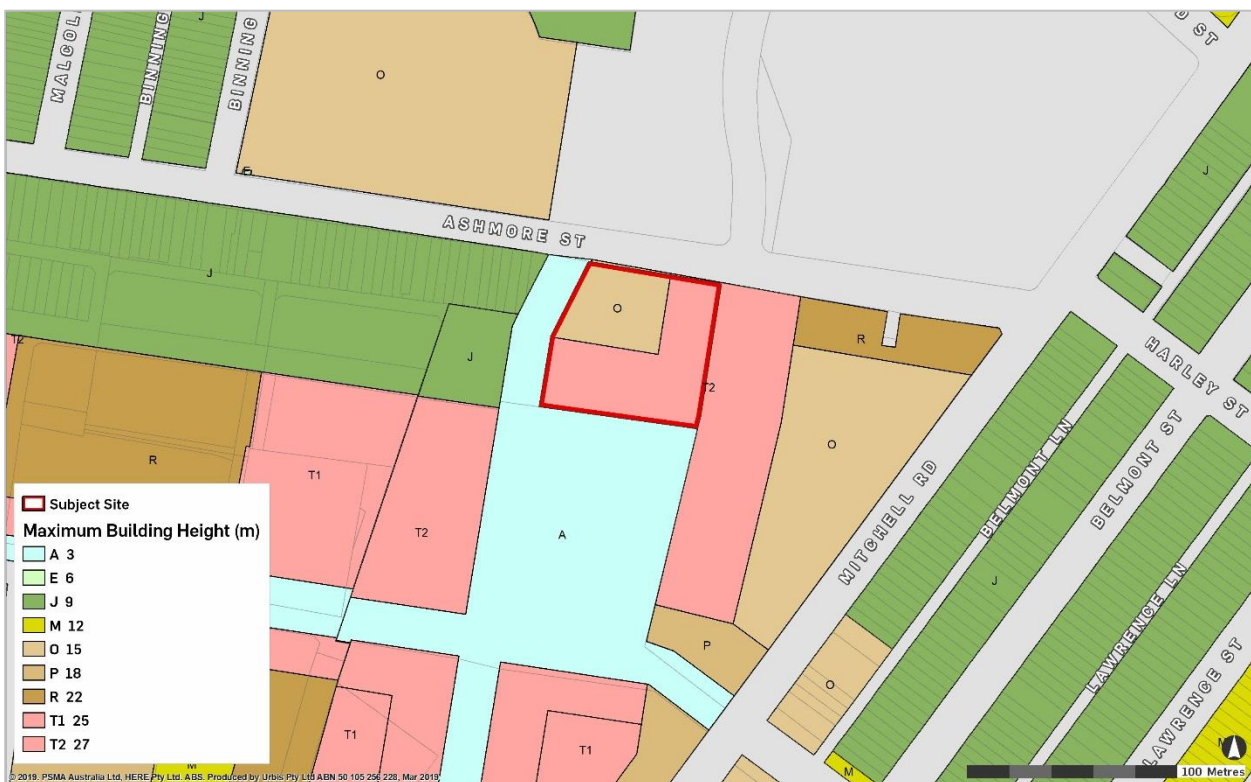 J
MALCOL
BINNING
BINNING
O
O ST
J
E
ASHMORE ST
J
O
J
R
T2
T2
HARLEY ST
O
R
T1
T2
A
MITCHELL RD
BELMONT LN
BELMONT ST
J
LAWRENCE LN
LAWRENCE ST
P
O
T1
T1
M
M
M
Subject Site
Maximum Building Height (m)
A 3
E 6
J 9
M 12
O 15
P 18
R 22
T1 25
T2 27
© 2019. PSMA Australia Ltd, HERE Pty Ltd. ABS. Produced by Urbis Pty Ltd ABN 50 105 256 228, Mar 2019
100 Metres